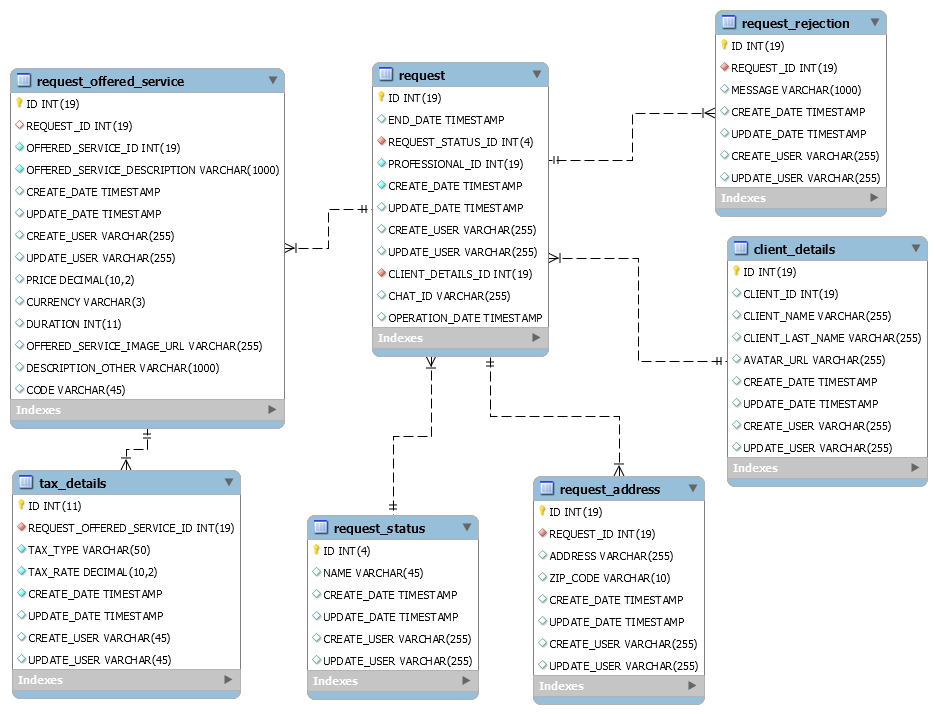 request_offered_service
ID INT(19)
REQUEST_ID INT(19)
OFFERED_SERVICE_ID INT(19)
OFFERED_SERVICE_DESCRIPTION VARCHAR(1000)
CREATE_DATE TIMESTAMP
UPDATE_DATE TIMESTAMP
CREATE_USER VARCHAR(255)
UPDATE_USER VARCHAR(255)
PRICE DECIMAL(10,2)
CURRENCY VARCHAR(3)
DURATION INT(11)
OFFERED_SERVICE_IMAGE_URL VARCHAR(255)
DESCRIPTION_OTHER VARCHAR(1000)
CODE VARCHAR(45)
Indexes
request
ID INT(19)
END_DATE TIMESTAMP
REQUEST_STATUS_ID INT(4)
PROFESSIONAL_ID INT(19)
CREATE_DATE TIMESTAMP
UPDATE_DATE TIMESTAMP
CREATE_USER VARCHAR(255)
UPDATE_USER VARCHAR(255)
CLIENT_DETAILS_ID INT(19)
CHAT_ID VARCHAR(255)
OPERATION_DATE TIMESTAMP
Indexes
request_rejection
ID INT(19)
REQUEST_ID INT(19)
MESSAGE VARCHAR(1000)
CREATE_DATE TIMESTAMP
UPDATE_DATE TIMESTAMP
CREATE_USER VARCHAR(255)
UPDATE_USER VARCHAR(255)
Indexes
client_details
ID INT(19)
CLIENT_ID INT(19)
CLIENT_NAME VARCHAR(255)
CLIENT_LAST_NAME VARCHAR(255)
AVATAR_URL VARCHAR(255)
CREATE_DATE TIMESTAMP
UPDATE_DATE TIMESTAMP
CREATE_USER VARCHAR(255)
UPDATE_USER VARCHAR(255)
Indexes
tax_details
ID INT(11)
REQUEST_OFFERED_SERVICE_ID INT(19)
TAX_TYPE VARCHAR(50)
TAX_RATE DECIMAL(10,2)
CREATE_DATE TIMESTAMP
UPDATE_DATE TIMESTAMP
CREATE_USER VARCHAR(45)
UPDATE_USER VARCHAR(45)
Indexes
request_status
ID INT(4)
NAME VARCHAR(45)
CREATE_DATE TIMESTAMP
UPDATE_DATE TIMESTAMP
CREATE_USER VARCHAR(255)
UPDATE_USER VARCHAR(255)
Indexes
request_address
ID INT(19)
REQUEST_ID INT(19)
ADDRESS VARCHAR(255)
ZIP_CODE VARCHAR(10)
CREATE_DATE TIMESTAMP
UPDATE_DATE TIMESTAMP
CREATE_USER VARCHAR(255)
UPDATE_USER VARCHAR(255)
Indexes